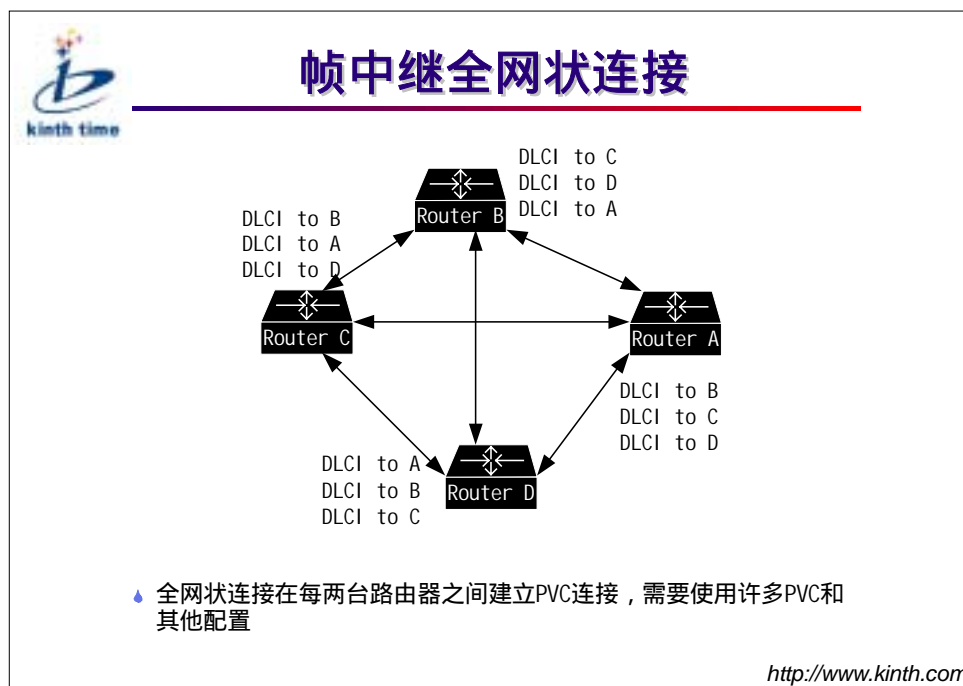 帧中继全网状连接
kinth time
DLCI to C
DLCI to D
DLCI to A
Router B
DLCI to B
DLCI to A
DLCI to D
Router C
Router A
DLCI to B
DLCI to C
DLCI to D
DLCI to A
DLCI to B
DLCI to C
Router D
全网状连接在每两台路由器之间建立PVC连接，需要使用许多PVC和
其他配置
http://www.kinth.com